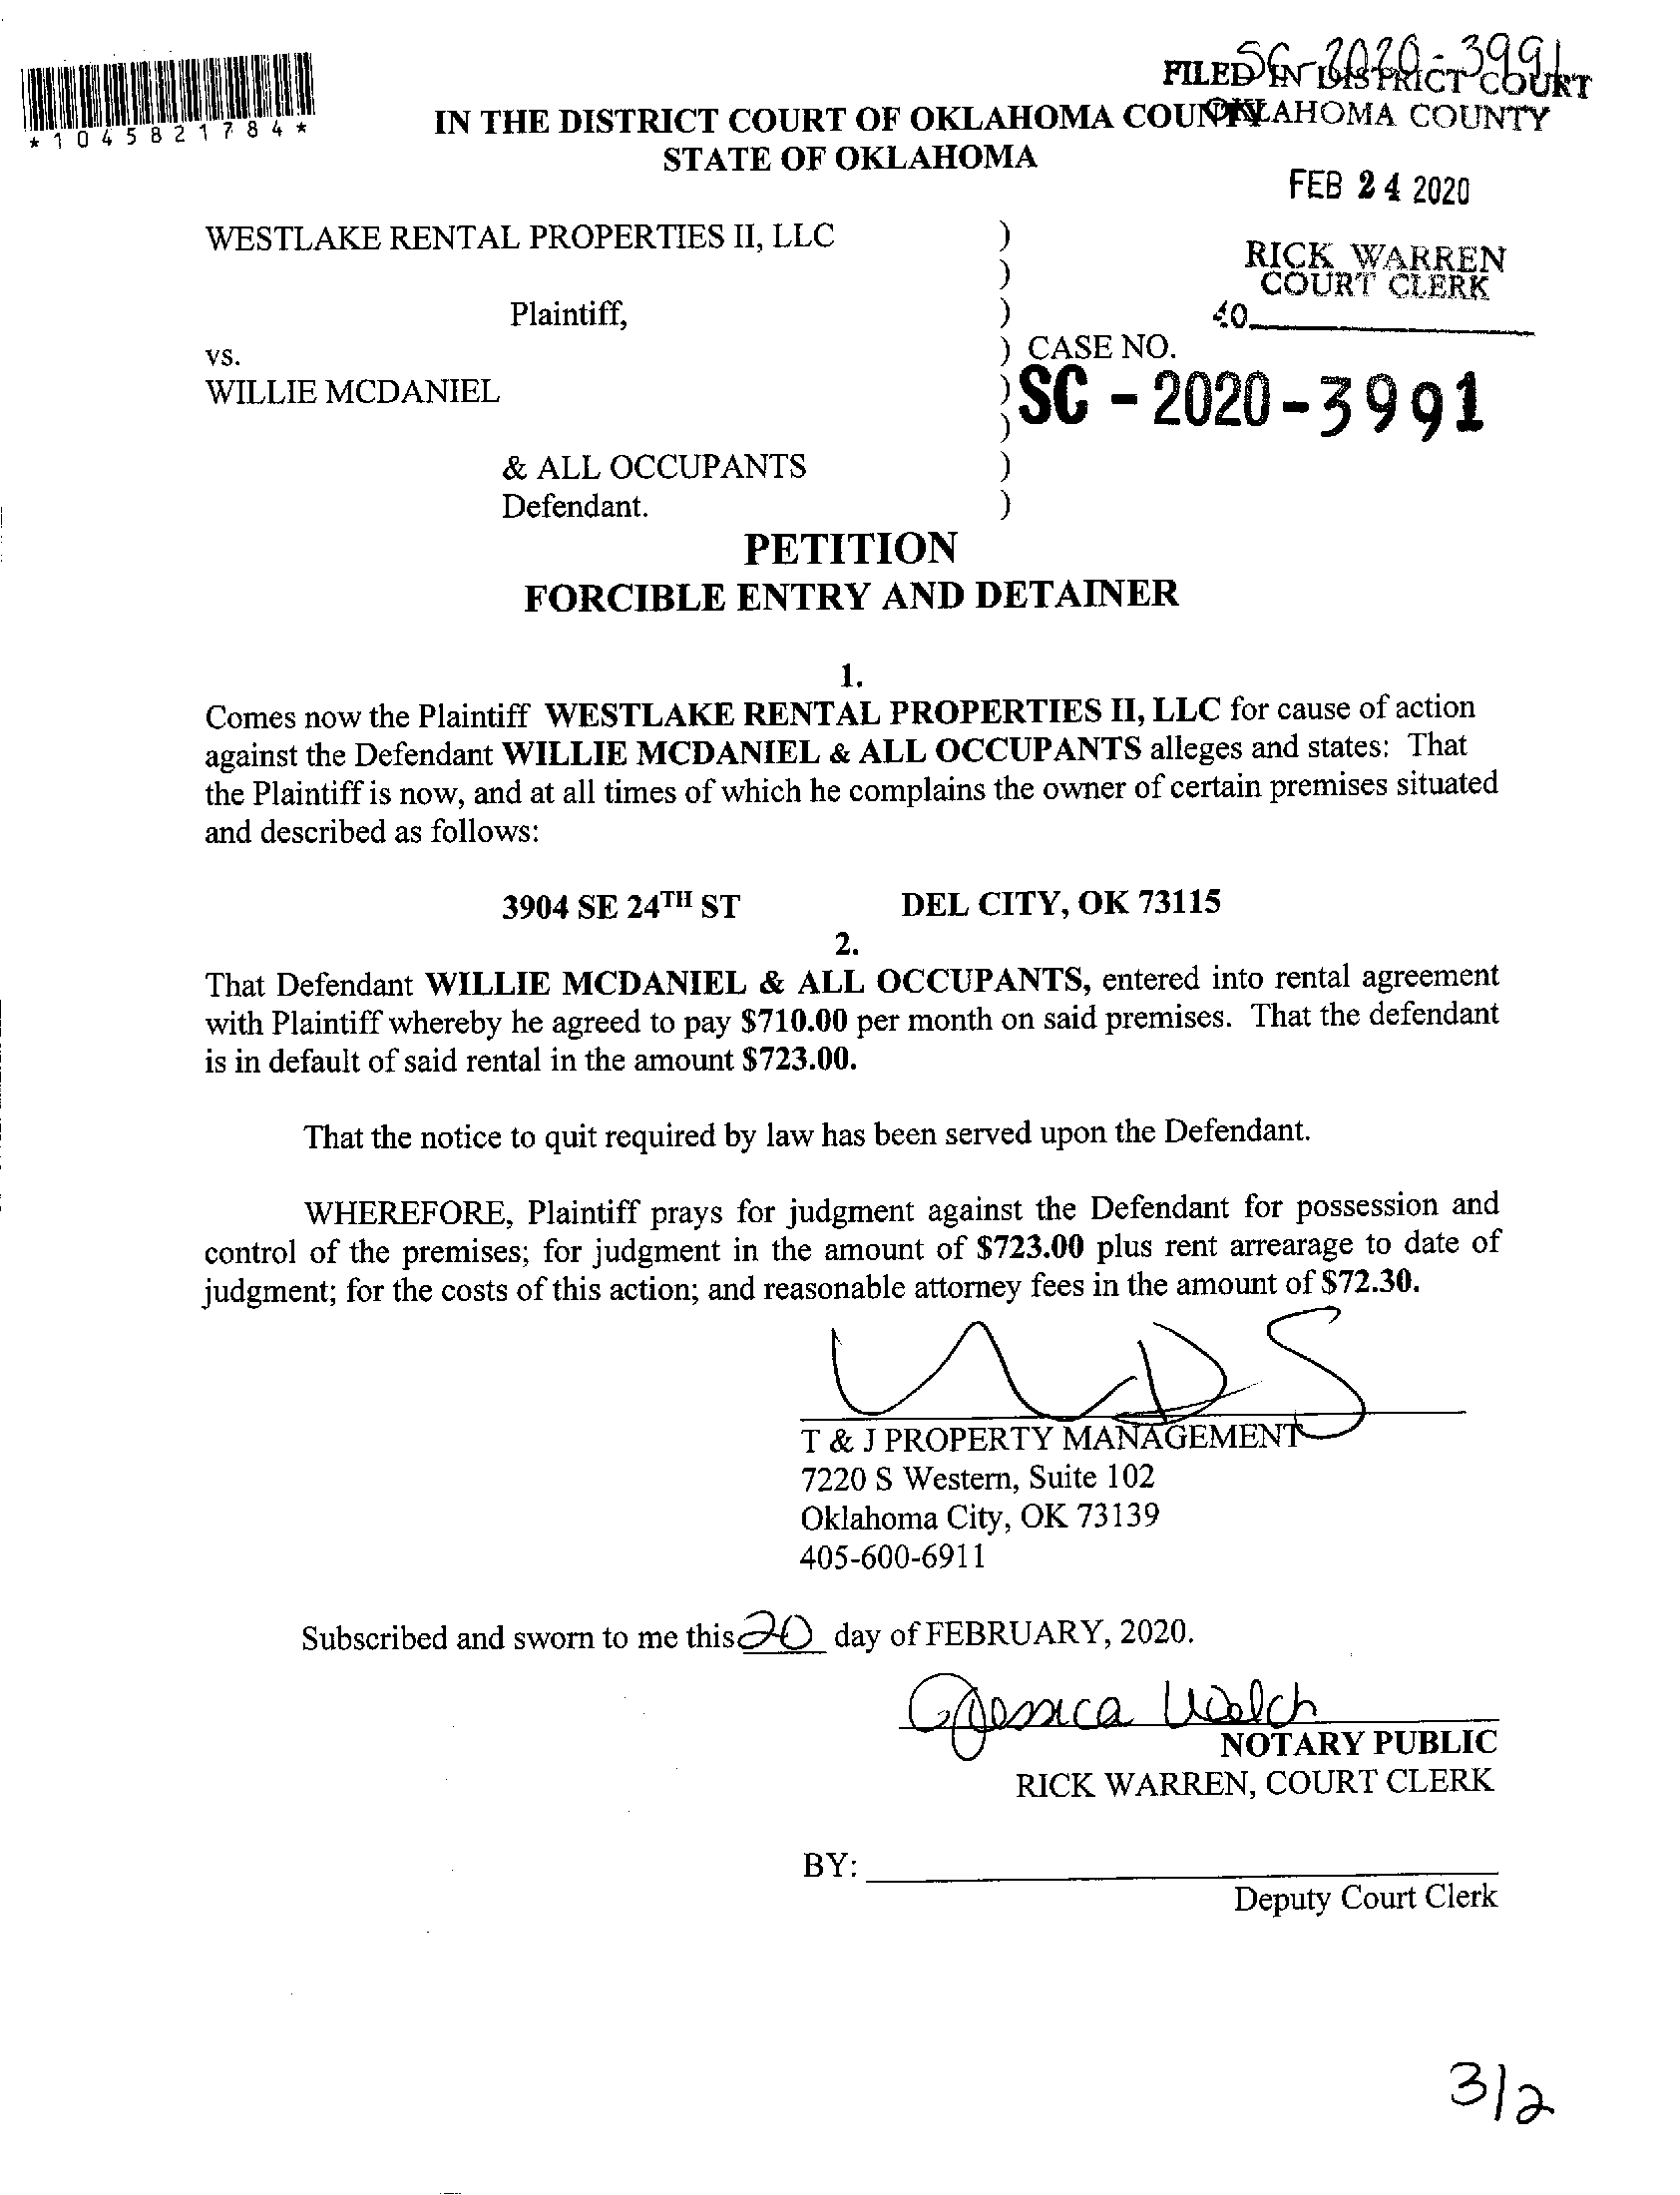 SC-2020-3991
FILED IN DISTRICT COURT
OKLAHOMA COUNTY
*1045821784*
IN THE DISTRICT COURT OF OKLAHOMA COUNTY
STATE OF OKLAHOMA
FEB 24 2020
WESTLAKE RENTAL PROPERTIES II, LLC )
)
RICK WARREN
COURT CLERK
Plaintiff, )
40
vs. ) CASE NO.
WILLIE MCDANIEL ) SC - 2020 - 3991
)
& ALL OCCUPANTS )
Defendant. )
PETITION
FORCIBLE ENTRY AND DETAINER
1.
Comes now the Plaintiff WESTLAKE RENTAL PROPERTIES II, LLC for cause of action
against the Defendant WILLIE MCDANIEL & ALL OCCUPANTS alleges and states: That
the Plaintiff is now, and at all times of which he complains the owner of certain premises situated
and described as follows:
3904 SE 24TH ST DEL CITY, OK 73115
2.
That Defendant WILLIE MCDANIEL & ALL OCCUPANTS, entered into rental agreement
with Plaintiff whereby he agreed to pay $710.00 per month on said premises. That the defendant
is in default of said rental in the amount $723.00.
That the notice to quit required by law has been served upon the Defendant.
WHEREFORE, Plaintiff prays for judgment against the Defendant for possession and
control of the premises; for judgment in the amount of $723.00 plus rent arrearage to date of
judgment; for the costs of this action; and reasonable attorney fees in the amount of $72.30.
T & J PROPERTY MANAGEMENT
7220 S Western, Suite 102
Oklahoma City, OK 73139
405-600-6911
Subscribed and sworn to me this 20 day of FEBRUARY, 2020.
Jessica Welch
NOTARY PUBLIC
RICK WARREN, COURT CLERK
BY:
Deputy Court Clerk
3/2